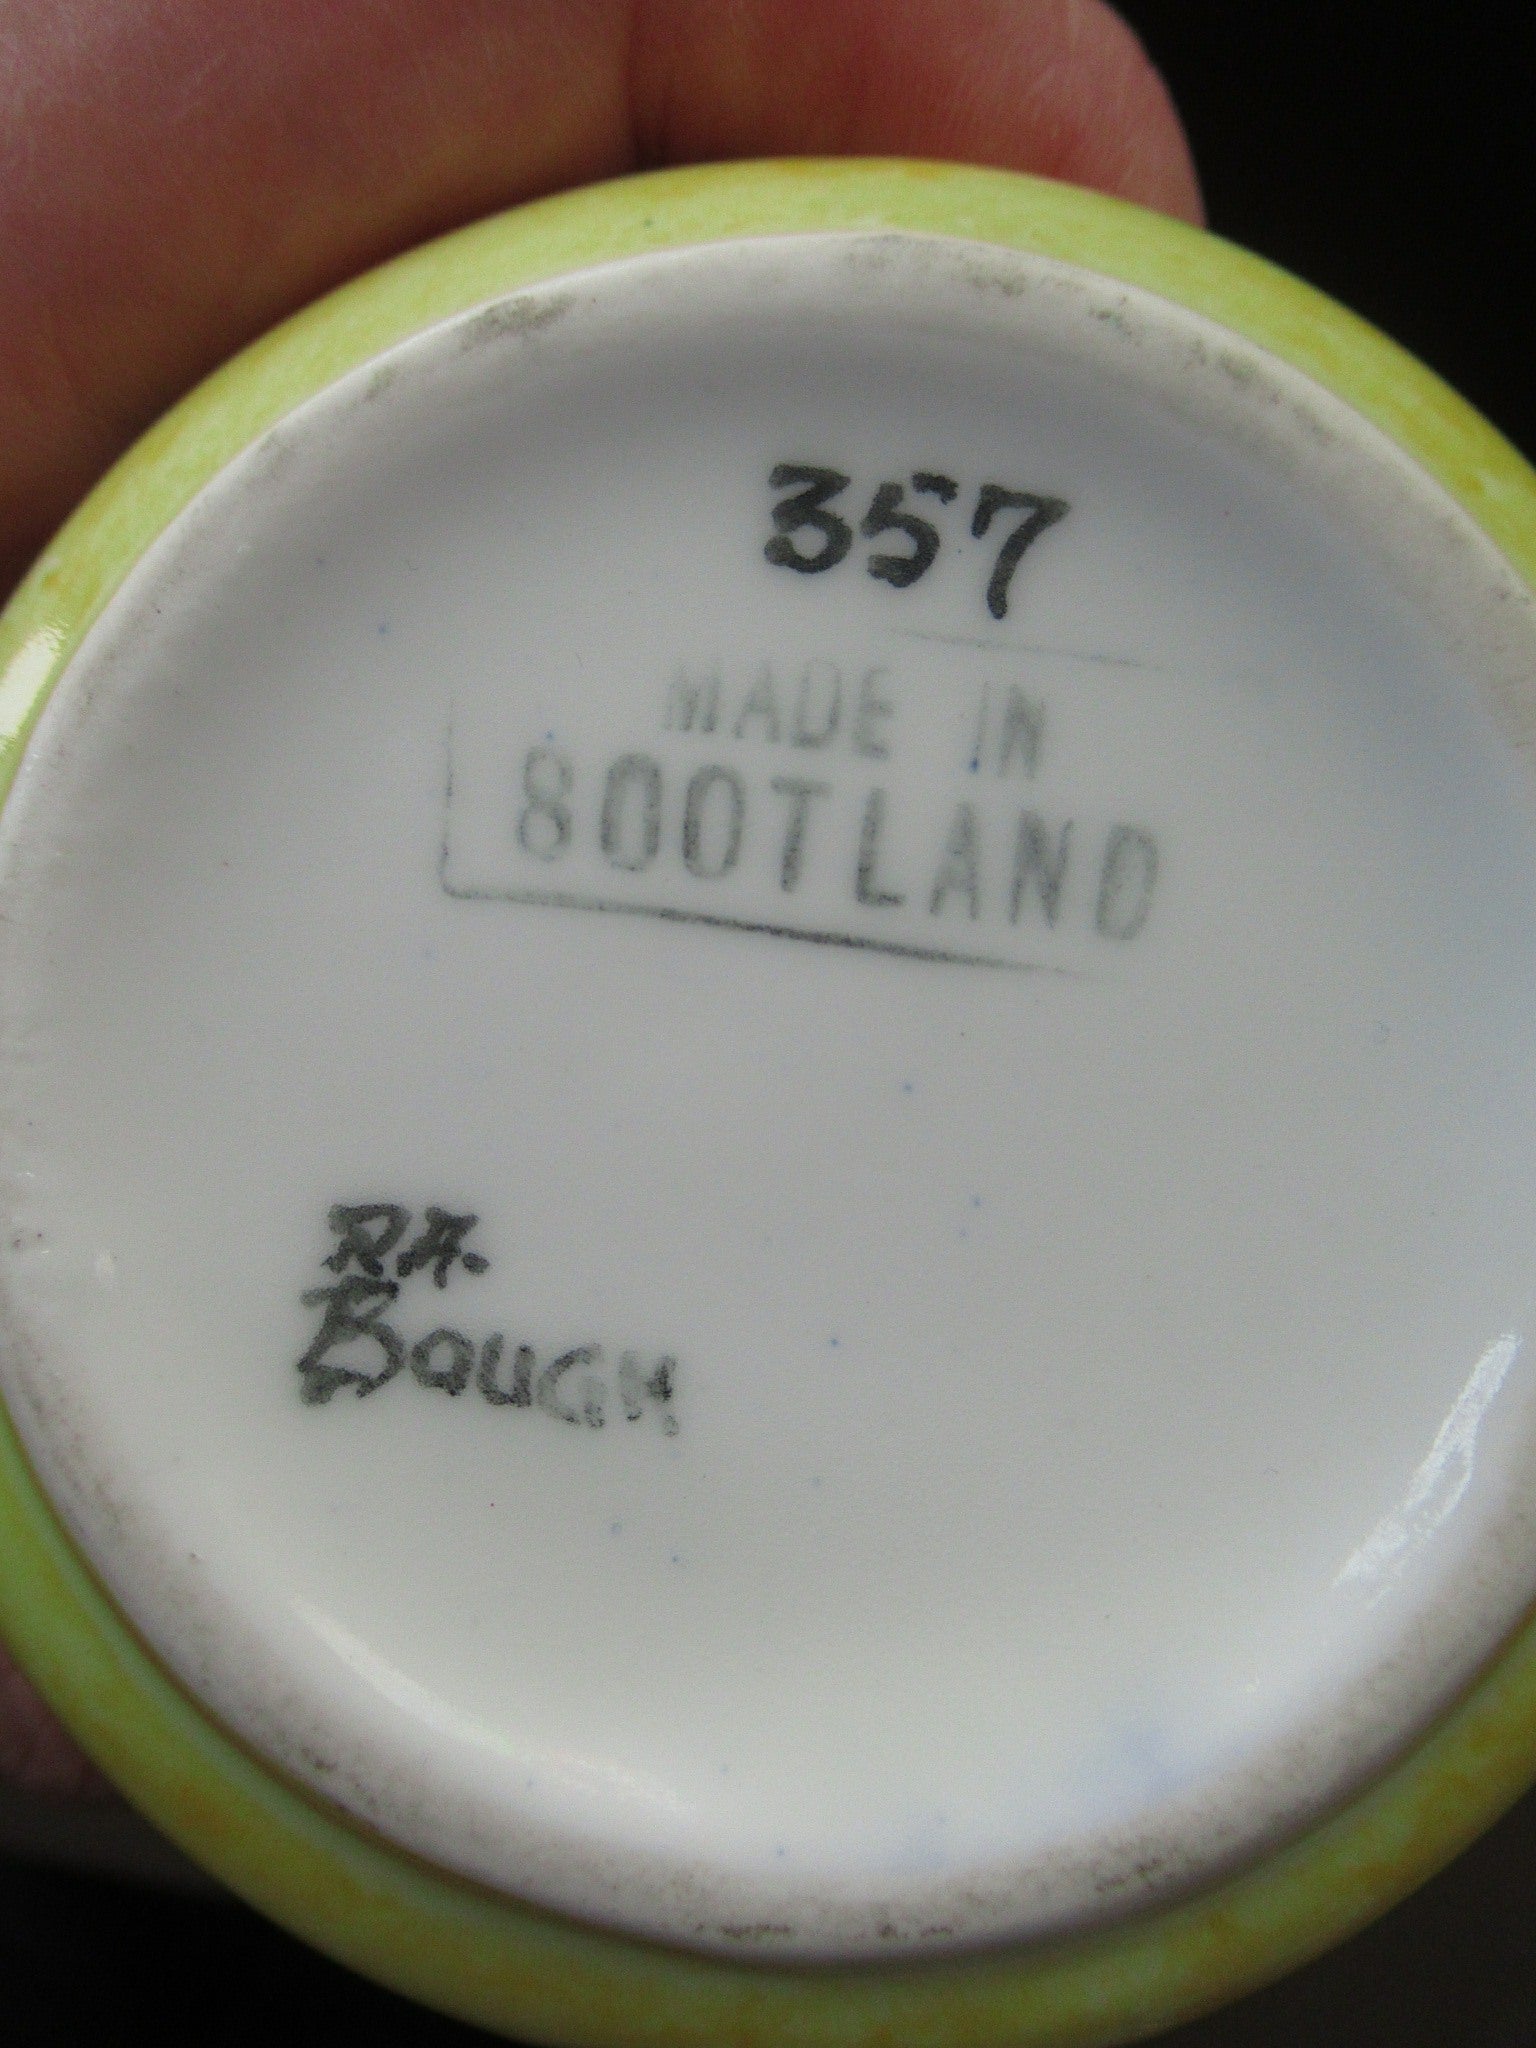 357
MADE IN
SCOTLAND
R.A.
BOUGH